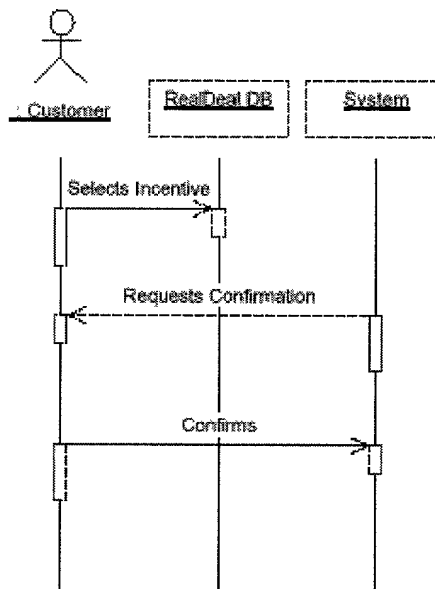 : Customer
RealDeal DB
System
Selects Incentive
Requests Confirmation
Confirms